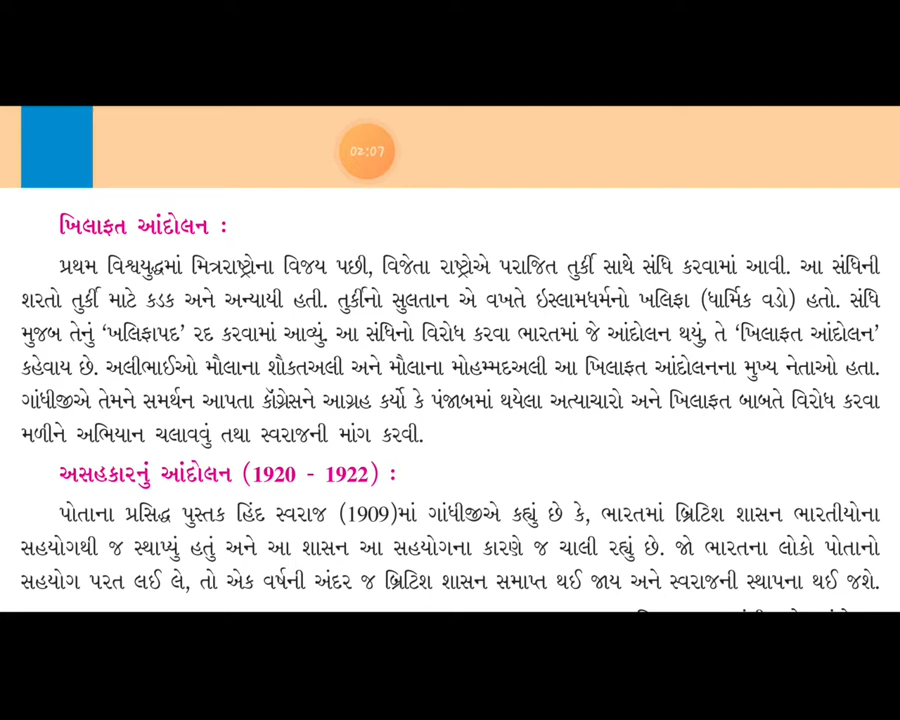 02:07
ખિલાફત આંદોલન :
પ્રથમ વિશ્વયુદ્ધમાં મિત્રરાષ્ટ્રોના વિજય પછી, વિજેતા રાષ્ટ્રોએ પરાજિત તુર્કી સાથે સંધિ કરવામાં આવી. આ સંધિની
શરતો તુર્કી માટે કડક અને અન્યાયી હતી. તુર્કીનો સુલતાન એ વખતે ઇસ્લામધર્મનો ખલિફા (ધાર્મિક વડો) હતો. સંધિ
મુજબ તેનું ‘ખલિફાપદ’ રદ કરવામાં આવ્યું. આ સંધિનો વિરોધ કરવા ભારતમાં જે આંદોલન થયું, તે ‘ખિલાફત આંદોલન’
કહેવાય છે. અલીભાઈઓ મૌલાના શૌકતઅલી અને મૌલાના મોહમ્મદઅલી આ ખિલાફત આંદોલનના મુખ્ય નેતાઓ હતા.
ગાંધીજીએ તેમને સમર્થન આપતા કૉંગ્રેસને આગ્રહ કર્યો કે પંજાબમાં થયેલા અત્યાચારો અને ખિલાફત બાબતે વિરોધ કરવા
મળીને અભિયાન ચલાવવું તથા સ્વરાજની માંગ કરવી.
અસહકારનું આંદોલન (1920 - 1922) :
પોતાના પ્રસિદ્ધ પુસ્તક હિંદ સ્વરાજ (1909)માં ગાંધીજીએ કહ્યું છે કે, ભારતમાં બ્રિટિશ શાસન ભારતીયોના
સહયોગથી જ સ્થાપ્યું હતું અને આ શાસન આ સહયોગના કારણે જ ચાલી રહ્યું છે. જો ભારતના લોકો પોતાનો
સહયોગ પરત લઈ લે, તો એક વર્ષની અંદર જ બ્રિટિશ શાસન સમાપ્ત થઈ જાય અને સ્વરાજની સ્થાપના થઈ જશે.